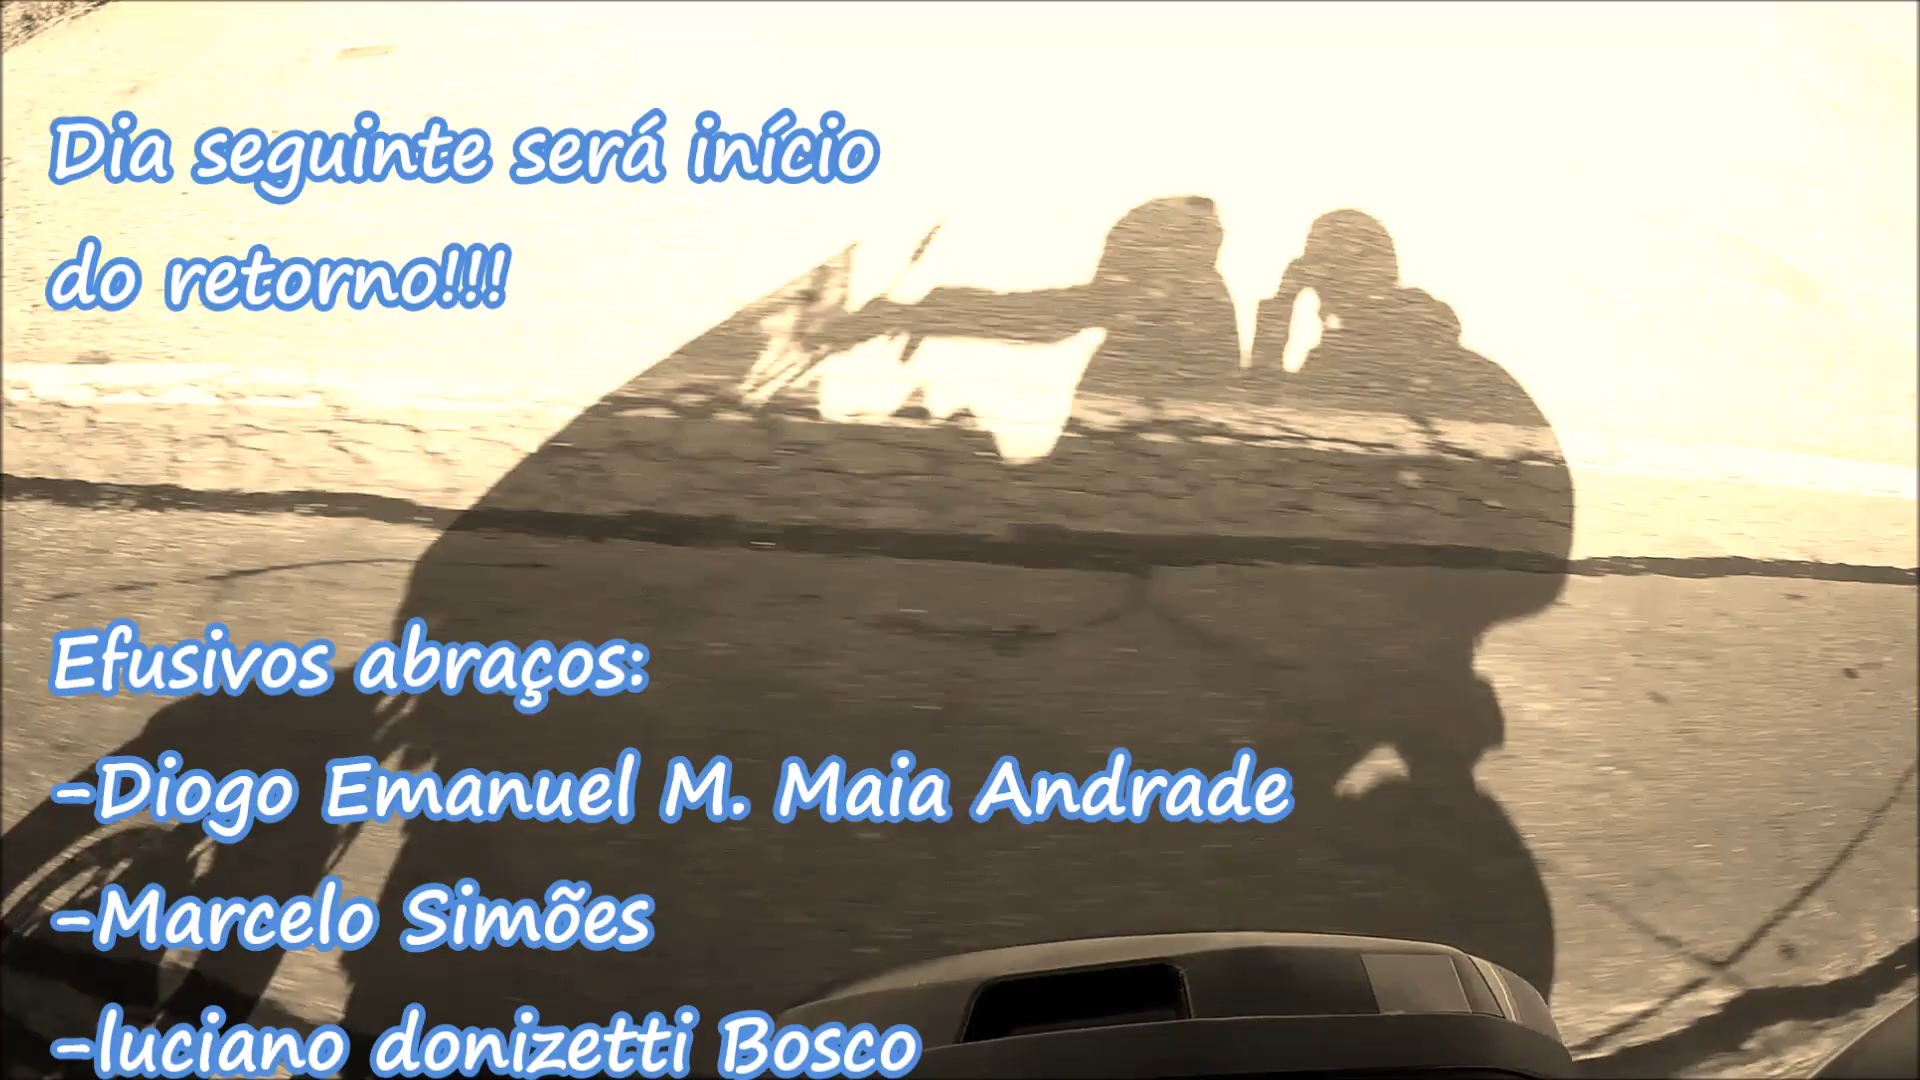 Dia seguinte será início
do retorno!!!
Efusivos abraços:
-Diogo Emanuel M. Maia Andrade
-Marcelo Simões
-luciano donizetti Bosco